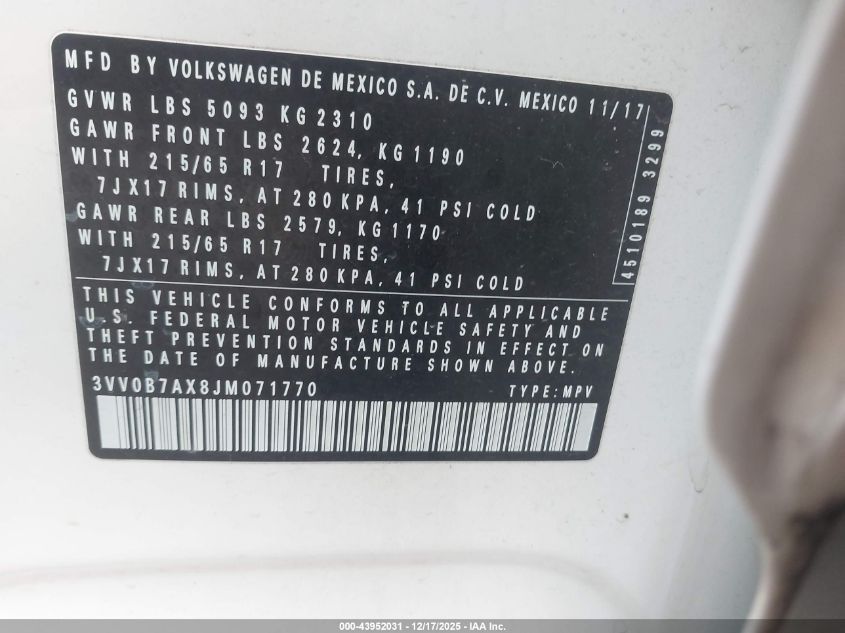 MFD BY VOLKSWAGEN DE MEXICO S.A. DE C.V. MEXICO 11/17
GVWR LBS 5093 KG 2310
GAWR FRONT LBS 2624, KG 1190
WITH 215/65 R17 TIRES,
7JX17 RIMS, AT 280 KPA, 41 PSI COLD
GAWR REAR LBS 2579, KG 1170
WITH 215/65 R17 TIRES,
7JX17 RIMS, AT 280 KPA, 41 PSI COLD
4510189 3299
THIS VEHICLE CONFORMS TO ALL APPLICABLE
U.S. FEDERAL MOTOR VEHICLE SAFETY AND
THEFT PREVENTION STANDARDS IN EFFECT ON
THE DATE OF MANUFACTURE SHOWN ABOVE.
3VV0B7AX8JM071770 TYPE: MPV
000-43952031 - 12/17/2025 - IAA Inc.